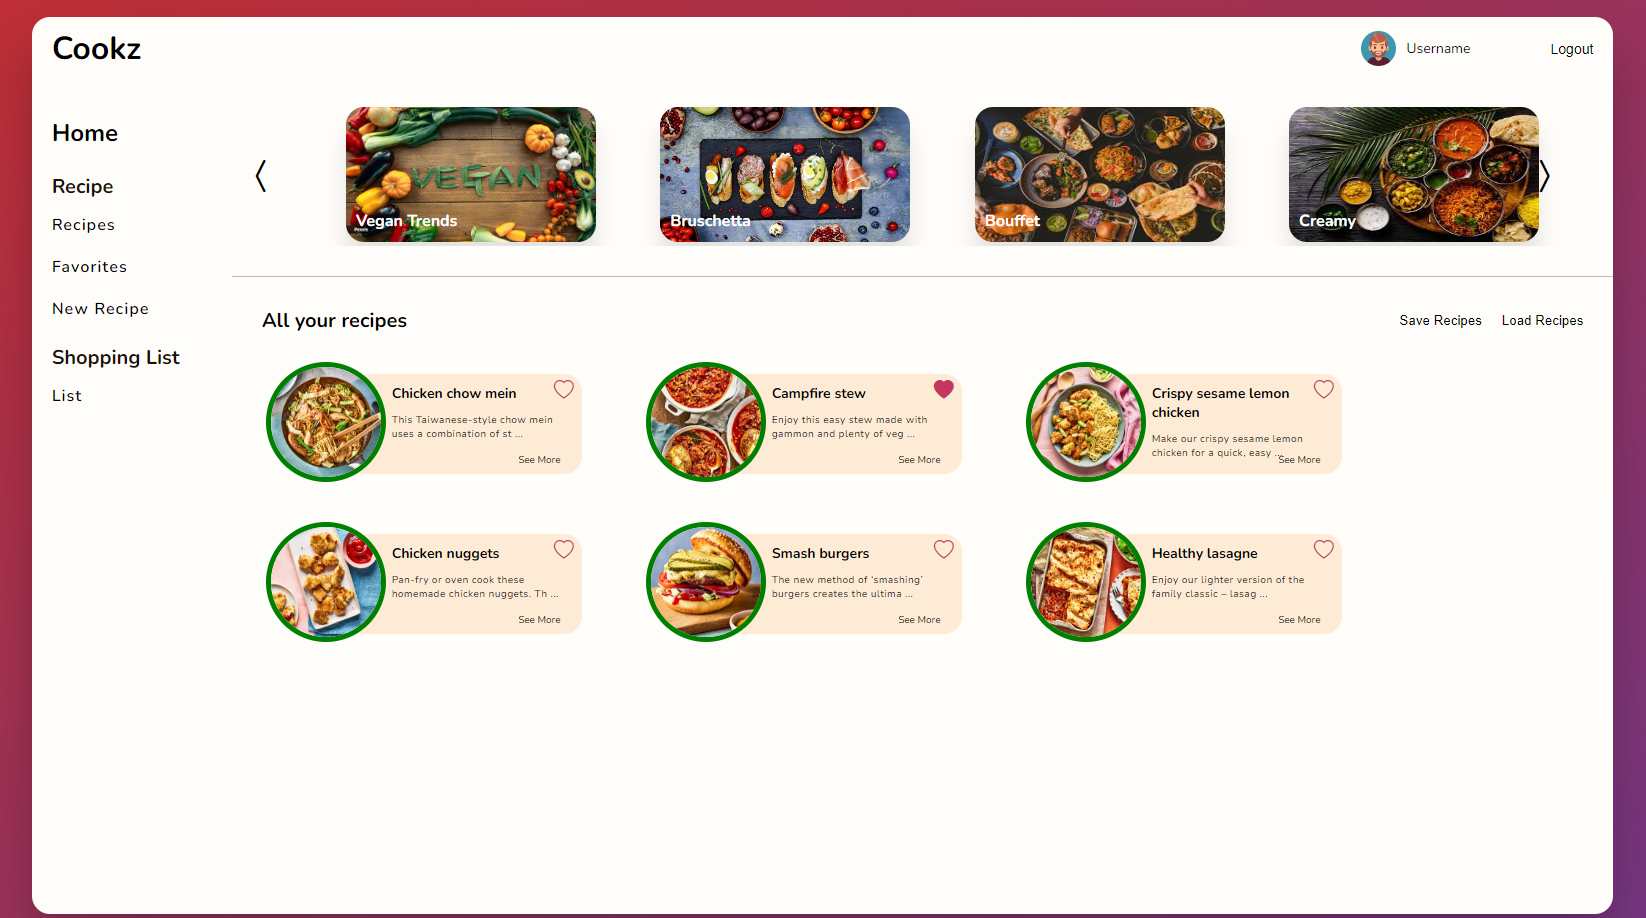 Cookz
Username
Logout
Home
Recipe
Recipes
Favorites
New Recipe
Shopping List
List
VEGAN
Vegan Trends
Pexels
Bruschetta
Bouffet
Creamy
All your recipes
Save Recipes
Load Recipes
Chicken chow mein
This Taiwanese-style chow mein
uses a combination of st ...
See More
Campfire stew
Enjoy this easy stew made with
gammon and plenty of veg ...
See More
Crispy sesame lemon
chicken
Make our crispy sesame lemon
chicken for a quick, easy ...
See More
Chicken nuggets
Pan-fry or oven cook these
homemade chicken nuggets. Th ...
See More
Smash burgers
The new method of ‘smashing’
burgers creates the ultima ...
See More
Healthy lasagne
Enjoy our lighter version of the
family classic – lasag ...
See More